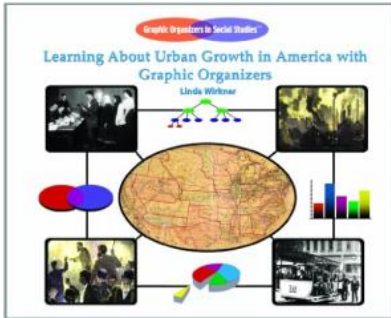 Graphic Organizers in Social Studies™
Learning About Urban Growth in America with
Graphic Organizers
Linda Wirkner